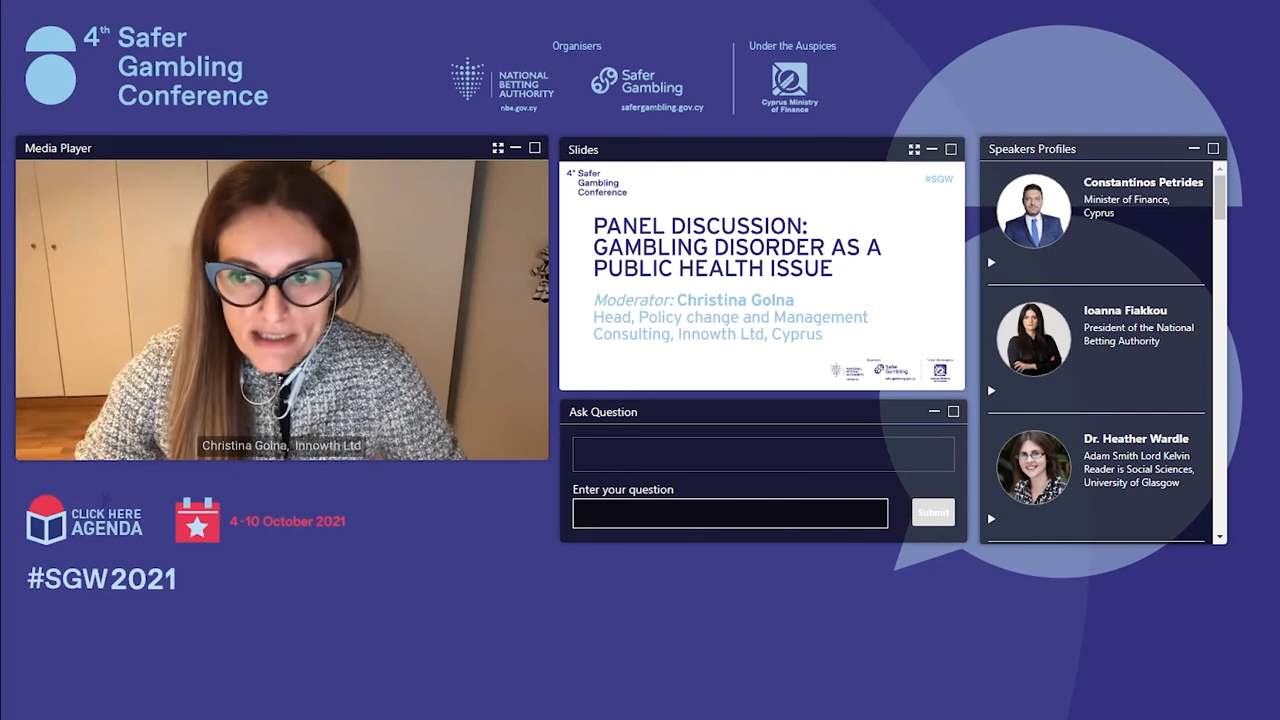 4th Safer
Gambling
Conference
Organisers
NATIONAL
BETTING
AUTHORITY
nba.gov.cy
Safer
Gambling
safergambling.gov.cy
Under the Auspices
Cyprus Ministry
of Finance
Media Player
Christina Golna, Innowth Ltd
Slides
4th Safer
Gambling
Conference
#SGW
PANEL DISCUSSION:
GAMBLING DISORDER AS A
PUBLIC HEALTH ISSUE
Moderator: Christina Golna
Head, Policy change and Management
Consulting, Innowth Ltd, Cyprus
Ask Question
Enter your question
Submit
Speakers Profiles
Constantinos Petrides
Minister of Finance,
Cyprus
Ioanna Fiakkou
President of the National
Betting Authority
Dr. Heather Wardle
Adam Smith Lord Kelvin
Reader is Social Sciences,
University of Glasgow
CLICK HERE
AGENDA
4-10 October 2021
#SGW2021